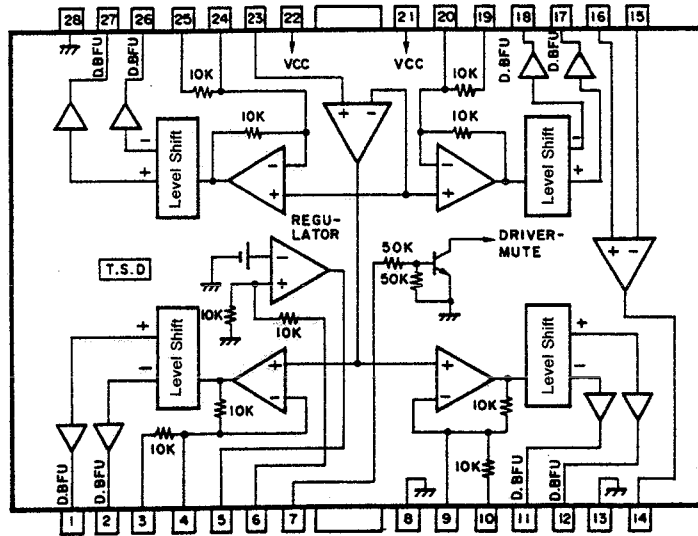 28 27 26 25 24 23 22 21 20 19 18 17 16 15
D.BFU D.BFU VCC VCC D.BFU D.BFU
10K 10K
10K 10K
+ - 
- - - -
Level Shift Level Shift
+ + + +
REGU-
LATOR
50K DRIVER-
MUTE
+ -
T.S.D
-
+
50K
10K 10K
+ +
Level Shift + + Level Shift
- - - -
10K 10K
10K 10K
D.BFU D.BFU D.BFU D.BFU
1 2 3 4 5 6 7 8 9 10 11 12 13 14